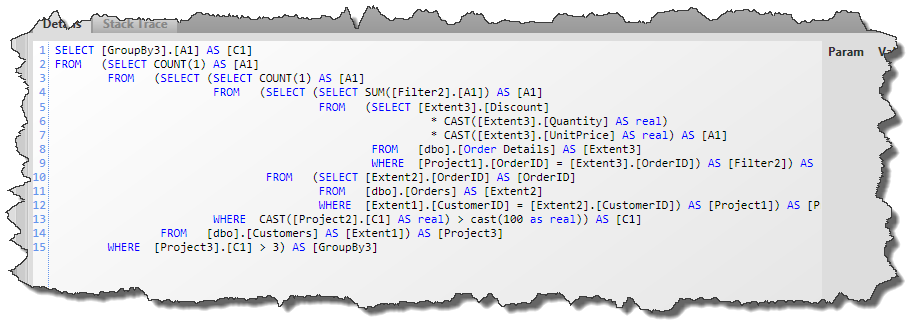 Details Stack Trace
Param
1 SELECT [GroupBy3].[A1] AS [C1]
2 FROM (SELECT COUNT(1) AS [A1]
3 FROM (SELECT (SELECT COUNT(1) AS [A1]
4 FROM (SELECT (SELECT SUM([Filter2].[A1]) AS [A1]
5 FROM (SELECT [Extent3].[Discount]
6 * CAST([Extent3].[Quantity] AS real)
7 * CAST([Extent3].[UnitPrice] AS real) AS [A1]
8 FROM [dbo].[Order Details] AS [Extent3]
9 WHERE [Project1].[OrderID] = [Extent3].[OrderID]) AS [Filter2]) AS
10 FROM (SELECT [Extent2].[OrderID] AS [OrderID]
11 FROM [dbo].[Orders] AS [Extent2]
12 WHERE [Extent1].[CustomerID] = [Extent2].[CustomerID]) AS [Project1]) AS [P
13 WHERE CAST([Project2].[C1] AS real) > cast(100 as real)) AS [C1]
14 FROM [dbo].[Customers] AS [Extent1]) AS [Project3]
15 WHERE [Project3].[C1] > 3) AS [GroupBy3]